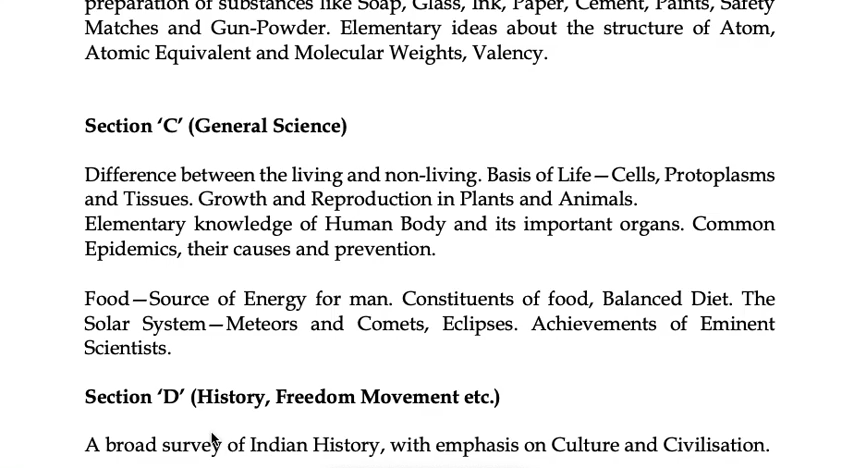 preparation of substances like Soap, Glass, Ink, Paper, Cement, Paints, Safety
Matches and Gun-Powder. Elementary ideas about the structure of Atom,
Atomic Equivalent and Molecular Weights, Valency.
Section ‘C’ (General Science)
Difference between the living and non-living. Basis of Life—Cells, Protoplasms
and Tissues. Growth and Reproduction in Plants and Animals.
Elementary knowledge of Human Body and its important organs. Common
Epidemics, their causes and prevention.
Food—Source of Energy for man. Constituents of food, Balanced Diet. The
Solar System—Meteors and Comets, Eclipses. Achievements of Eminent
Scientists.
Section ‘D’ (History, Freedom Movement etc.)
A broad survey of Indian History, with emphasis on Culture and Civilisation.